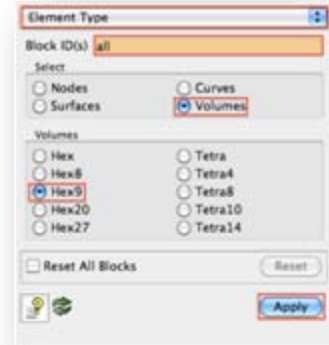 Element Type
Block ID(s) all
Select
Nodes Curves
Surfaces Volumes
Volumes
Hex Tetra
Hex8 Tetra4
Hex9 Tetra8
Hex20 Tetra10
Hex27 Tetra14
Reset All Blocks Reset
Apply